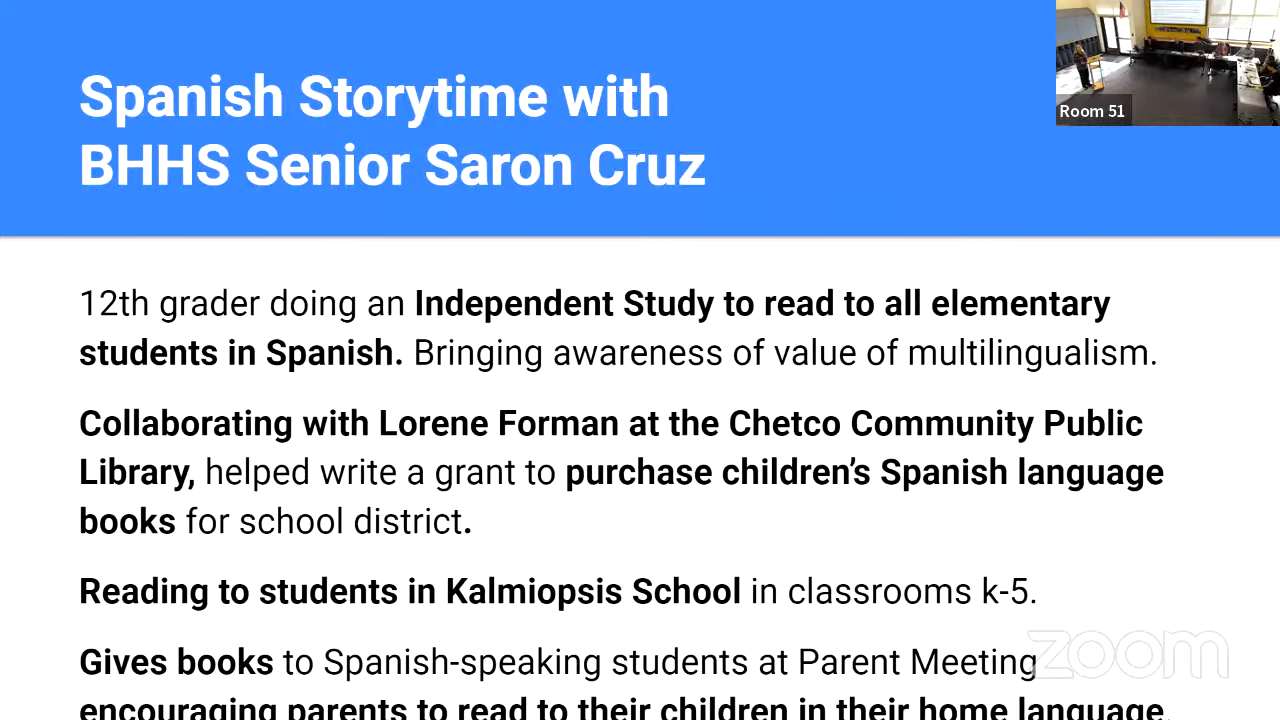 Spanish Storytime with
BHHS Senior Saron Cruz
Room 51
12th grader doing an Independent Study to read to all elementary
students in Spanish. Bringing awareness of value of multilingualism.
Collaborating with Lorene Forman at the Chetco Community Public
Library, helped write a grant to purchase children’s Spanish language
books for school district.
Reading to students in Kalmiopsis School in classrooms k-5.
Gives books to Spanish-speaking students at Parent Meeting
encouraging parents to read to their children in their home language.
zoom